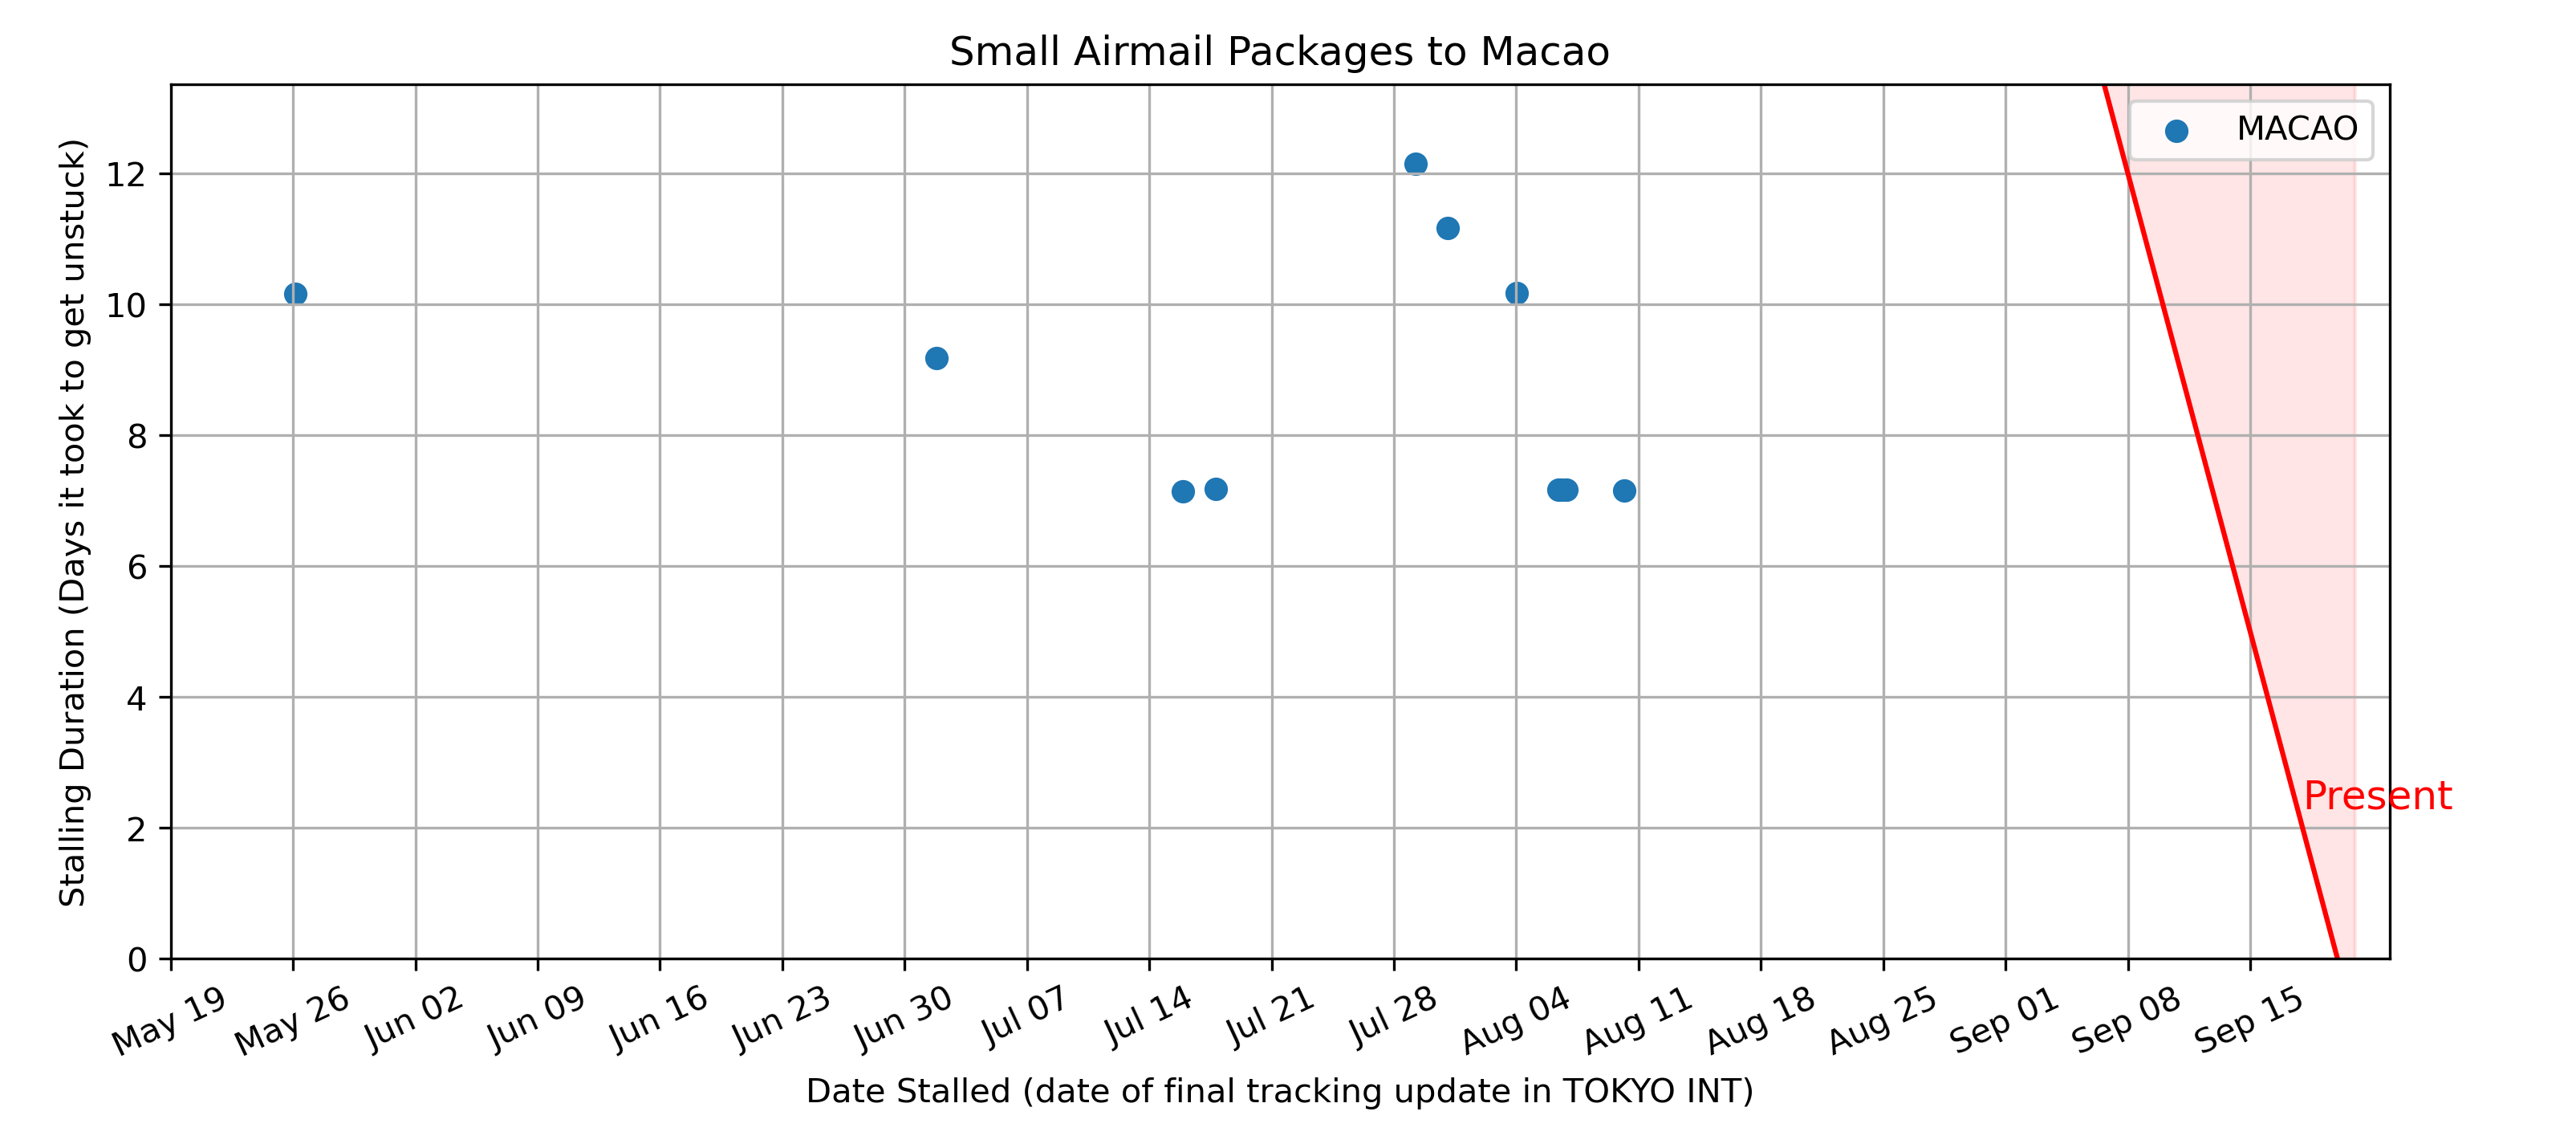 Small Airmail Packages to Macao
MACAO
Stalling Duration (Days it took to get unstuck)
12
10
8
6
4
2
0
Present
May 19
May 26
Jun 02
Jun 09
Jun 16
Jun 23
Jun 30
Jul 07
Jul 14
Jul 21
Jul 28
Aug 04
Aug 11
Aug 18
Aug 25
Sep 01
Sep 08
Sep 15
Date Stalled (date of final tracking update in TOKYO INT)